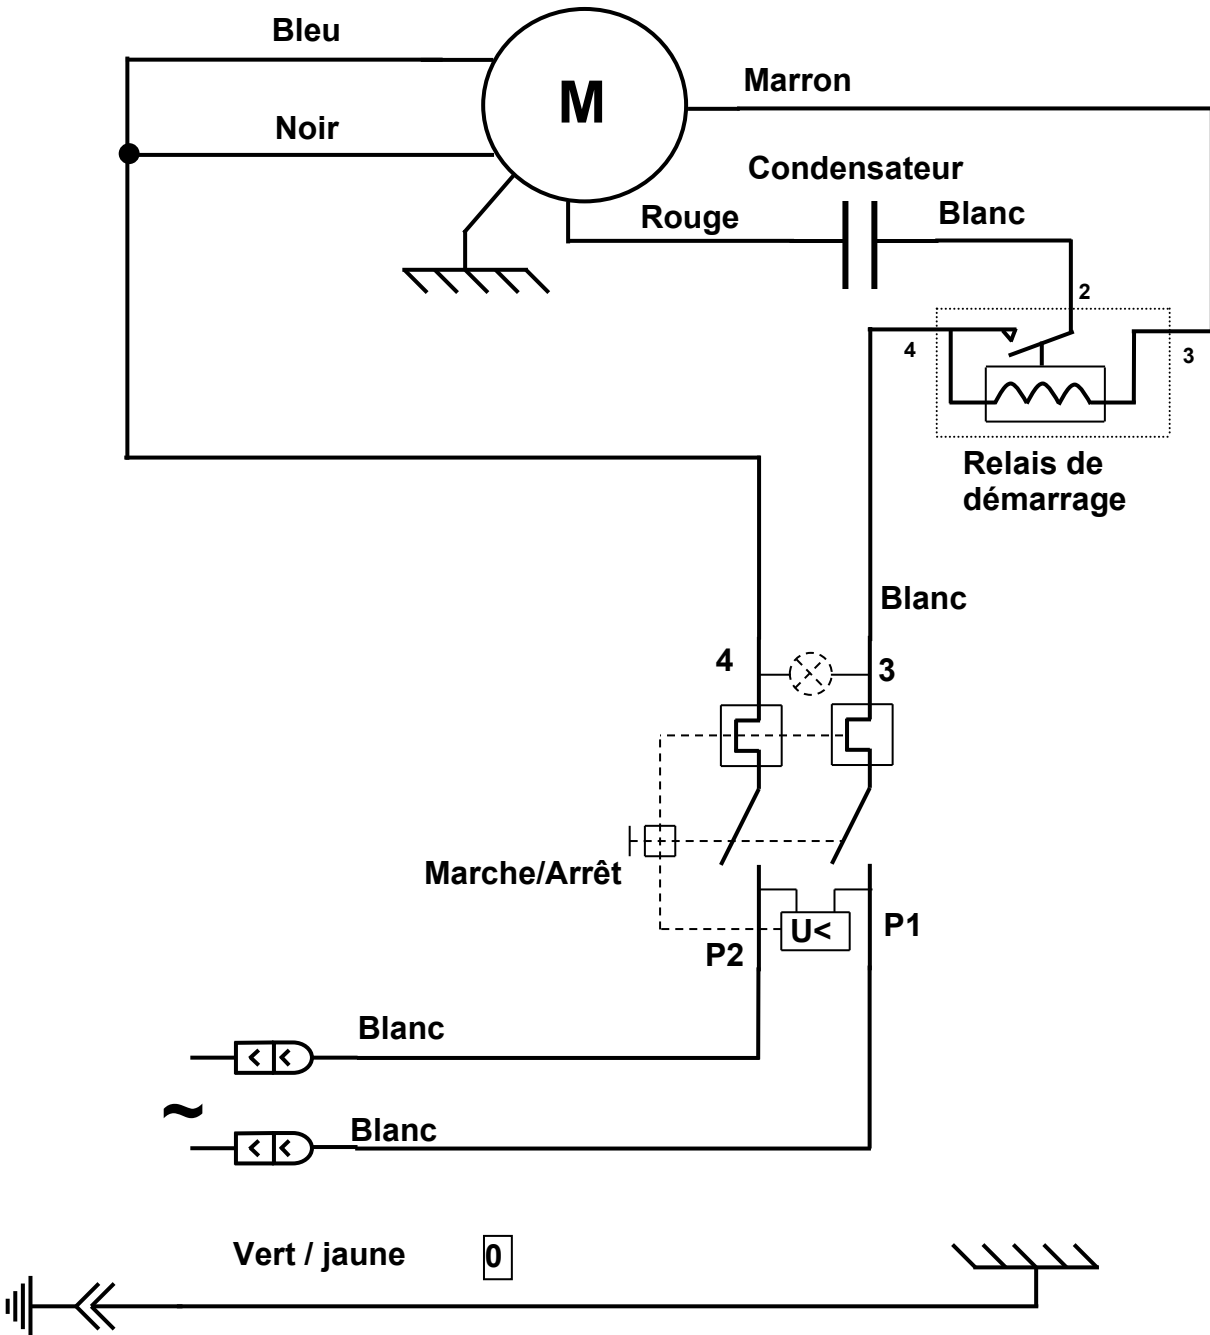 Bleu
M
Marron
Noir
Condensateur
Rouge
Blanc
2
4
3
Relais de
démarrage
Blanc
4
3
Marche/Arrêt
U<
P1
P2
Blanc
~
Blanc
Vert / jaune
0